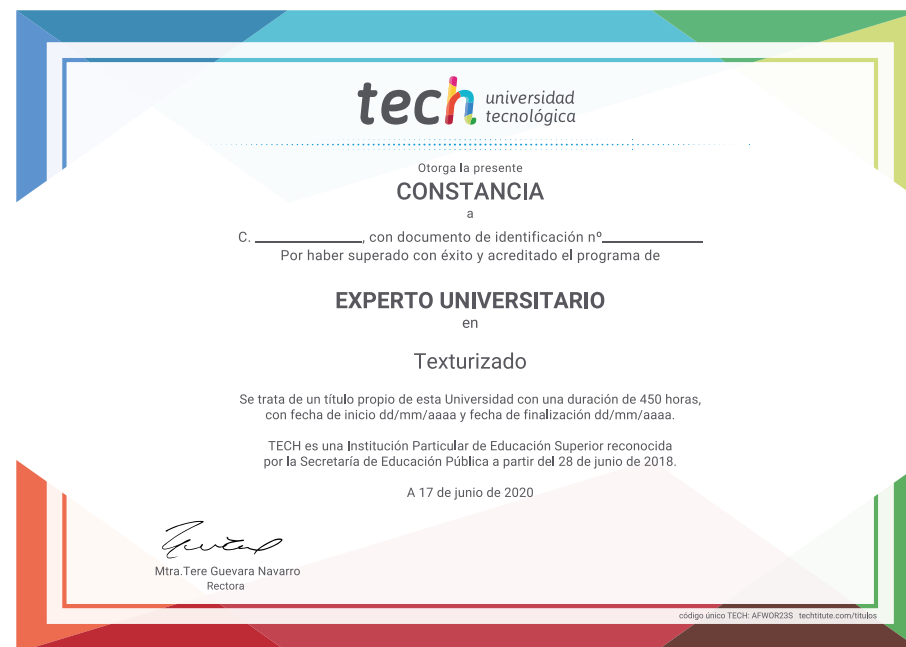 tech universidad
tecnológica
Otorga la presente
CONSTANCIA
a
C. ____________, con documento de identificación nº____________
Por haber superado con éxito y acreditado el programa de
EXPERTO UNIVERSITARIO
en
Texturizado
Se trata de un título propio de esta Universidad con una duración de 450 horas,
con fecha de inicio dd/mm/aaaa y fecha de finalización dd/mm/aaaa.
TECH es una Institución Particular de Educación Superior reconocida
por la Secretaría de Educación Pública a partir del 28 de junio de 2018.
A 17 de junio de 2020
Mtra.Tere Guevara Navarro
Rectora
código único TECH: AFWOR23S techtitute.com/titulos